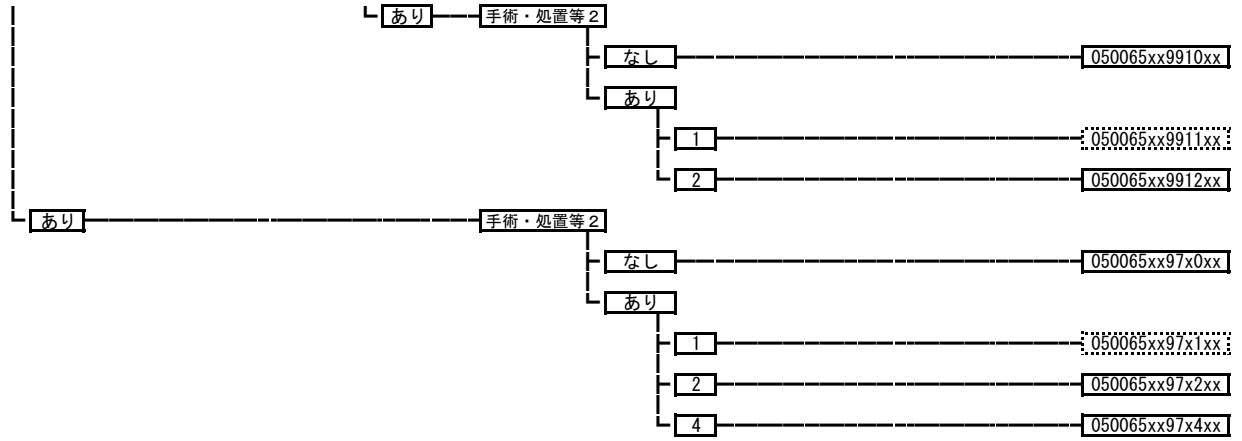 あり 手術・処置等２
なし 050065xx9910xx
あり
1 050065xx9911xx
2 050065xx9912xx
あり 手術・処置等２
なし 050065xx97x0xx
あり
1 050065xx97x1xx
2 050065xx97x2xx
4 050065xx97x4xx